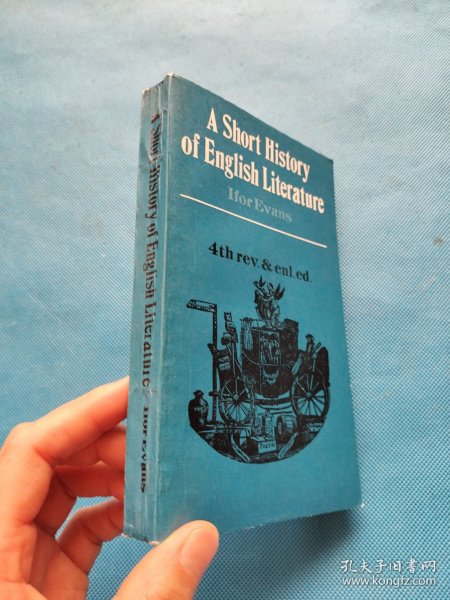 A Short History
of English Literature
Ifor Evans
4th rev. & enl. ed.
A Short History of English Literature Ifor Evans
孔夫子旧书网
www.kongfz.com